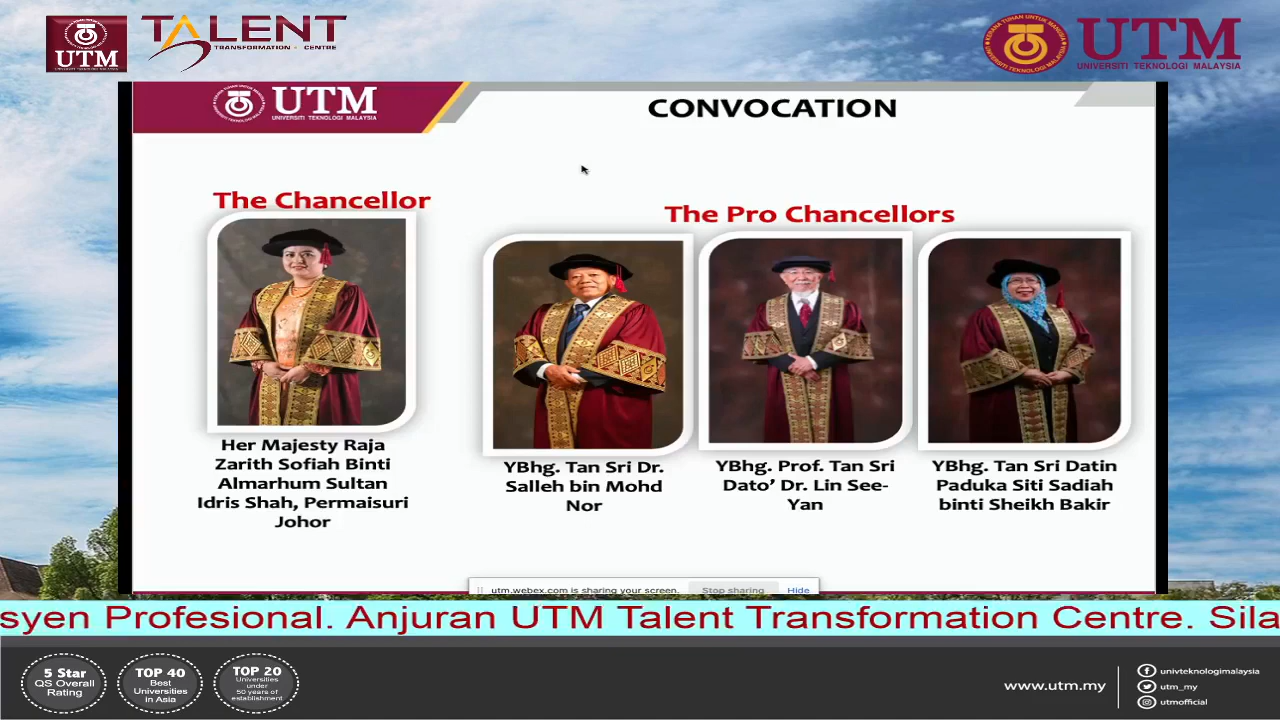 UTM
TALENT
TRANSFORMATION • CENTRE
UTM
UNIVERSITI TEKNOLOGI MALAYSIA
UTM
UNIVERSITI TEKNOLOGI MALAYSIA
CONVOCATION
The Chancellor
The Pro Chancellors
Her Majesty Raja
Zarith Sofiah Binti
Almarhum Sultan
Idris Shah, Permaisuri
Johor
YBhg. Tan Sri Dr.
Salleh bin Mohd
Nor
YBhg. Prof. Tan Sri
Dato’ Dr. Lin See-
Yan
YBhg. Tan Sri Datin
Paduka Siti Sadiah
binti Sheikh Bakir
utm.webex.com is sharing your screen.
Stop sharing
Hide
syen Profesional. Anjuran UTM Talent Transformation Centre. Sila
5 Star
QS Overall
Rating
TOP 40
Best
Universities
in Asia
TOP 20
Universities
under
50 years of
establishment
www.utm.my
univteknologimalaysia
utm_my
utmofficial